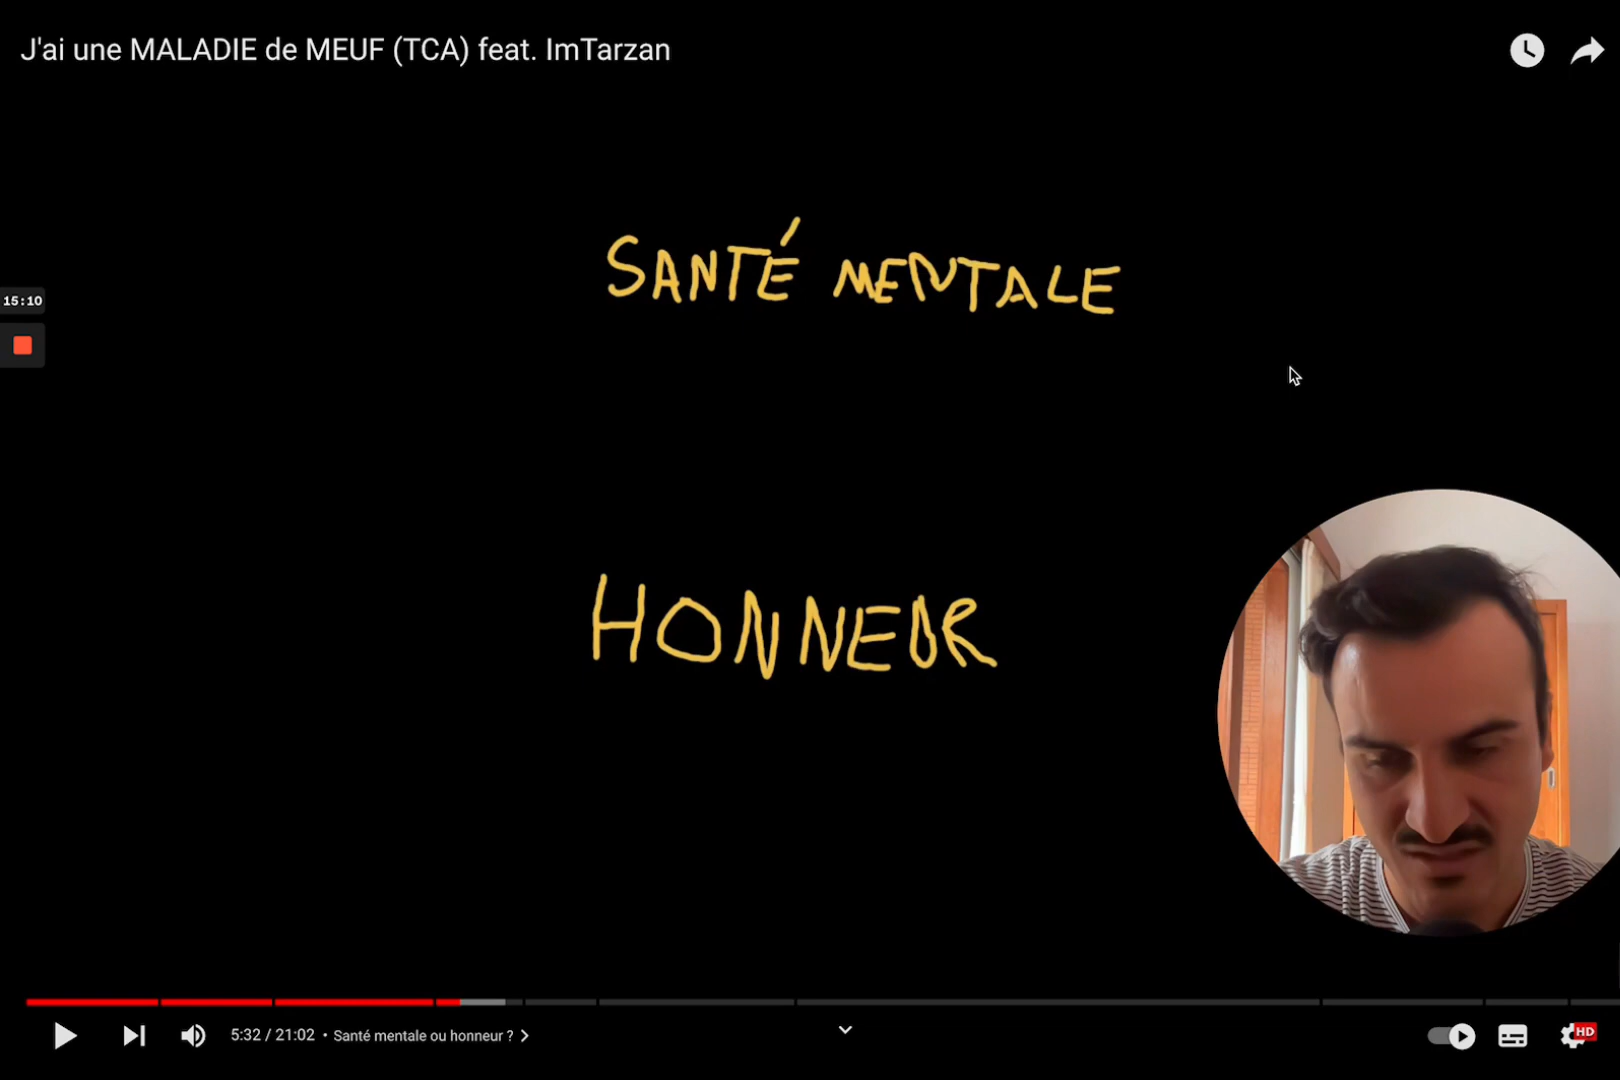 J'ai une MALADIE de MEUF (TCA) feat. ImTarzan
SANTÉ MENTALE
15:10
HONNEUR
5:32 / 21:02 • Santé mentale ou honneur ?
HD